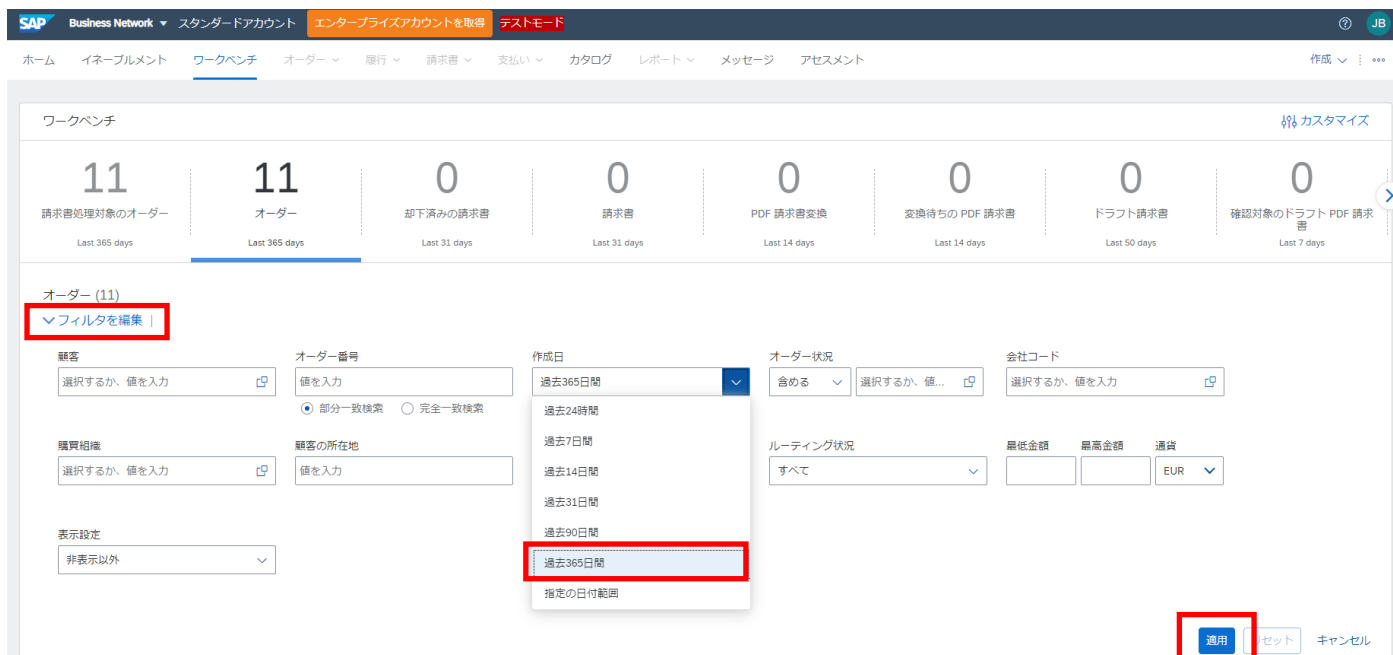 SAP Business Network スタンダードアカウント エンタープライズアカウントを取得 テストモード JB
ホーム イネーブルメント ワークベンチ オーダー 履行 請求書 支払い カタログ レポート メッセージ アセスメント 作成
ワークベンチ カスタマイズ
11 11 0 0 0 0 0 0
請求書処理対象のオーダー オーダー 却下済みの請求書 請求書 PDF 請求書変換 変換待ちの PDF 請求書 ドラフト請求書 確認対象のドラフト PDF 請求
書
Last 365 days Last 365 days Last 31 days Last 31 days Last 14 days Last 14 days Last 50 days Last 7 days
オーダー (11)
フィルタを編集
顧客 オーダー番号 作成日 オーダー状況 会社コード
選択するか、値を入力 値を入力 過去365日間 含める 選択するか、値... 選択するか、値を入力
部分一致検索 完全一致検索
過去24時間
過去7日間
購買組織 顧客の所在地 ルーティング状況 最低金額 最高金額 通貨
選択するか、値を入力 値を入力 過去14日間 すべて EUR
過去31日間
表示設定 過去90日間
非表示以外 過去365日間
指定の日付範囲
適用 リセット キャンセル